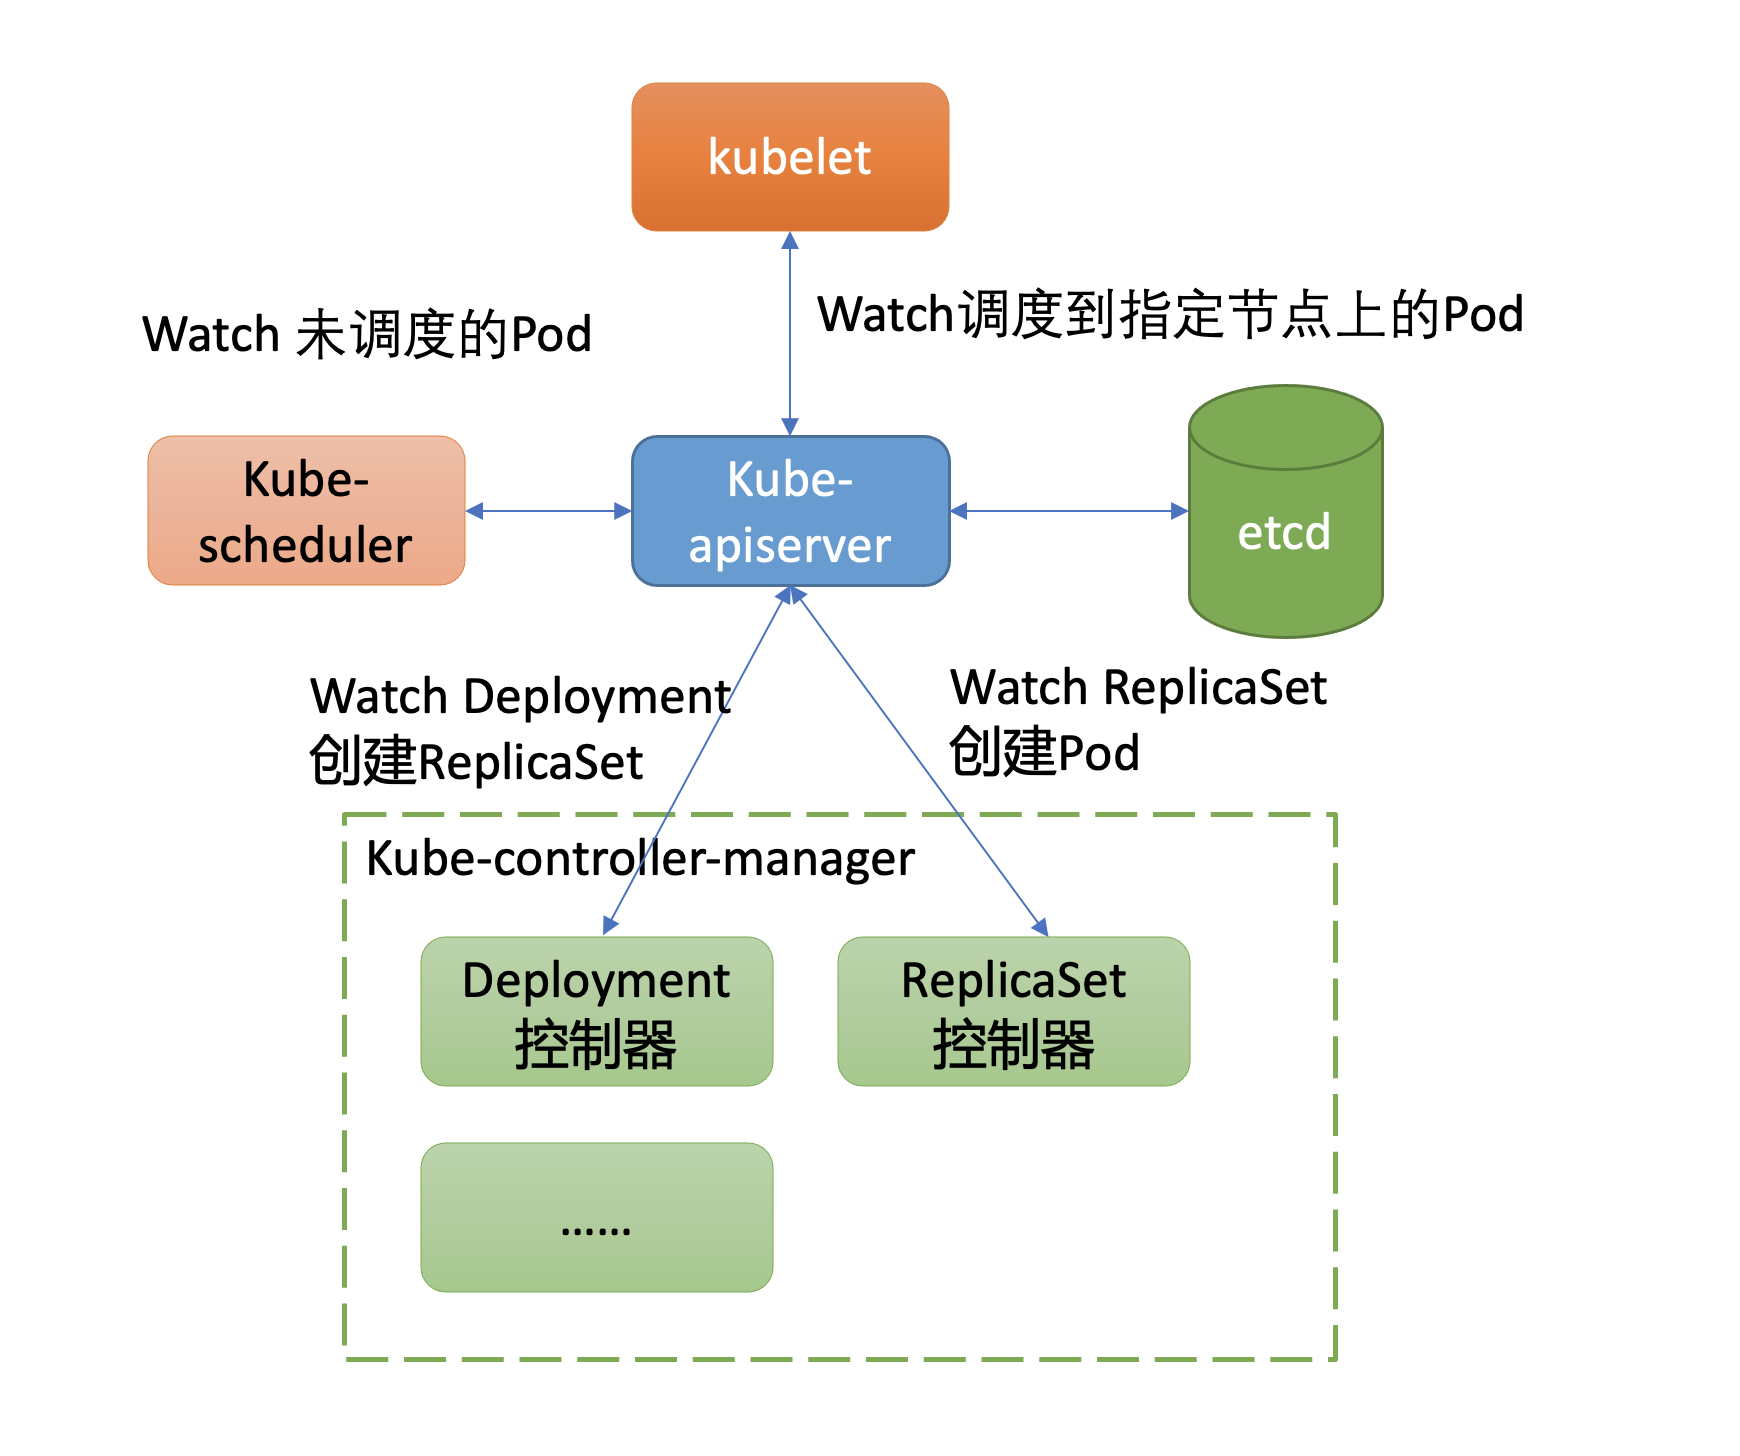 kubelet
Watch 未调度的Pod
Watch调度到指定节点上的Pod
Kube-
scheduler
Kube-
apiserver
etcd
Watch Deployment
创建ReplicaSet
Watch ReplicaSet
创建Pod
Kube-controller-manager
Deployment
控制器
ReplicaSet
控制器
……